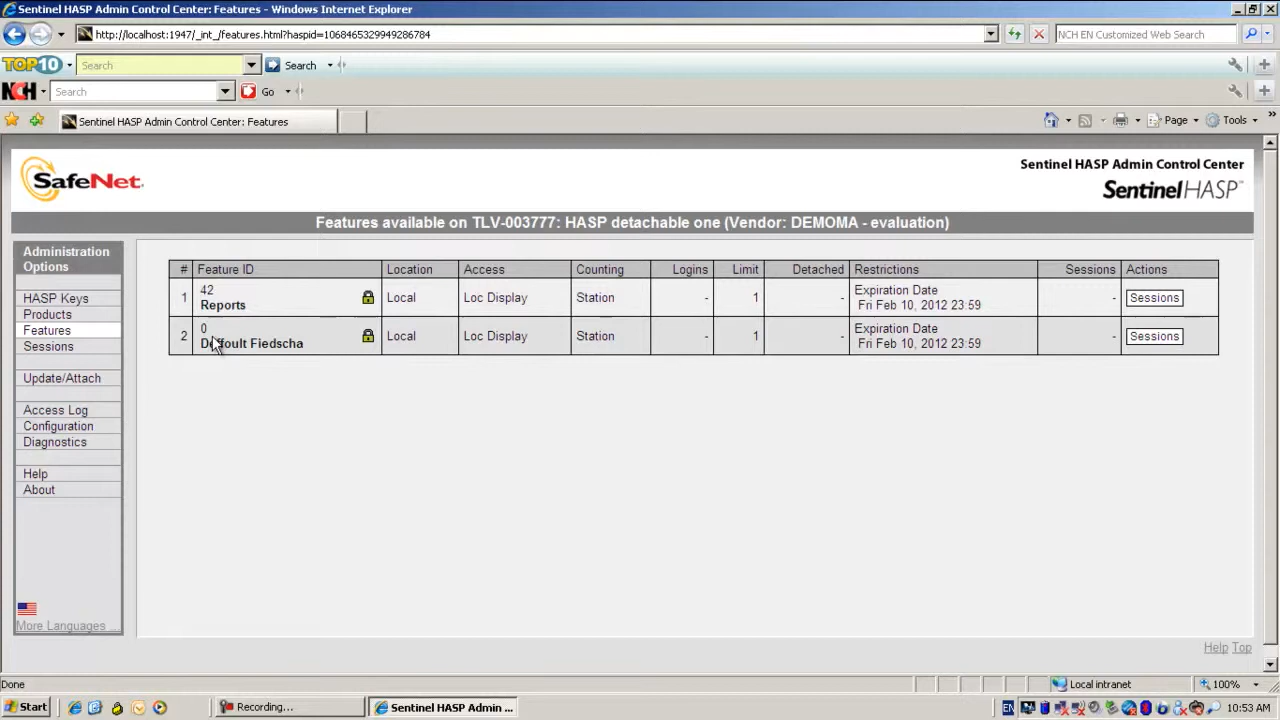 Sentinel HASP Admin Control Center: Features - Windows Internet Explorer
http://localhost:1947/_int_/features.html?haspid=1068465329949286784
NCH EN Customized Web Search
TOP10 Search Search
NCH Search Go
Sentinel HASP Admin Control Center: Features Page Tools »
SafeNet.
Sentinel HASP Admin Control Center
Sentinel HASP™
Features available on TLV-003777: HASP detachable one (Vendor: DEMOMA - evaluation)
Administration
Options
HASP Keys
Products
Features
Sessions
Update/Attach
Access Log
Configuration
Diagnostics
Help
About
More Languages ...
# Feature ID Location Access Counting Logins Limit Detached Restrictions Sessions Actions
1 42 Reports Local Loc Display Station - 1 - Expiration Date - Sessions
Fri Feb 10, 2012 23:59
2 0 Fiedscha Local Loc Display Station - 1 - Expiration Date - Sessions
Fri Feb 10, 2012 23:59
Help Top
Done Local intranet 100%
Start Recording... Sentinel HASP Admin ... EN 10:53 AM